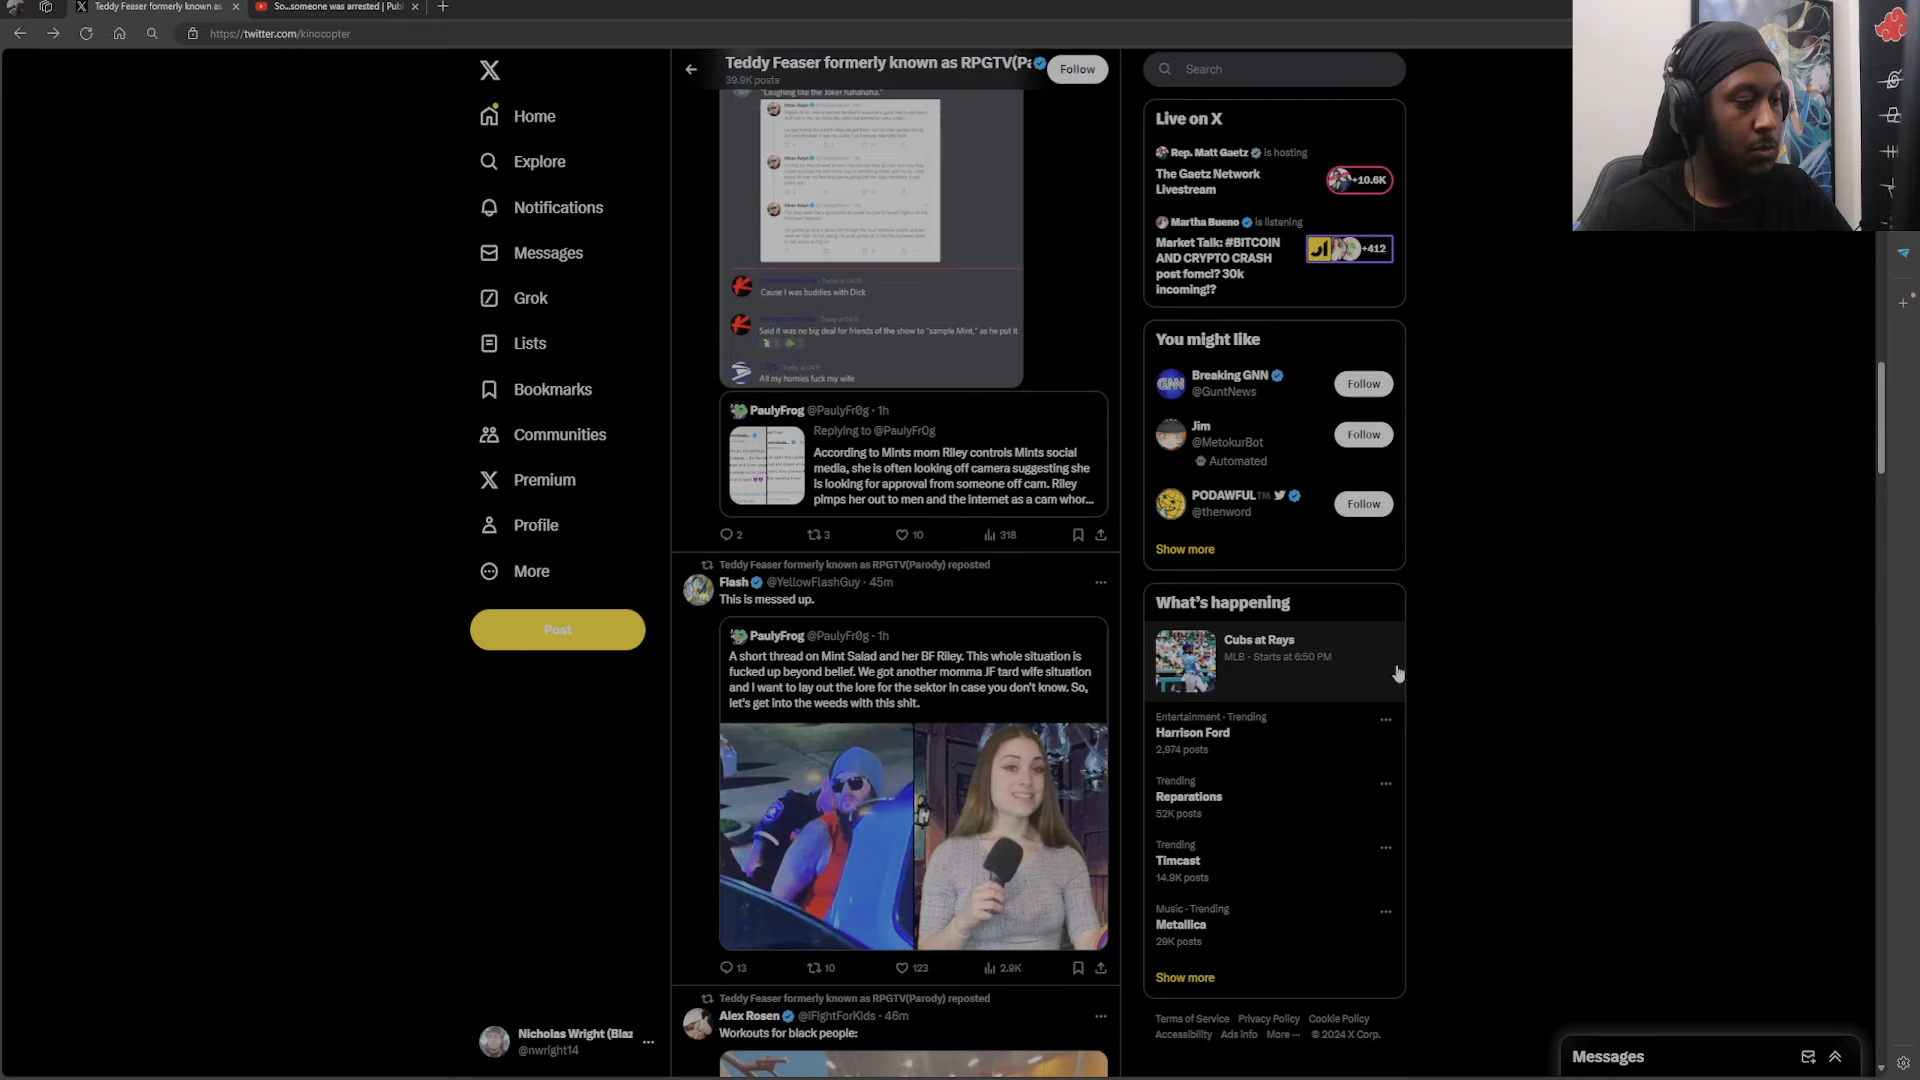 Teddy Feaser formerly known as
So...someone was arrested | Pub
https://twitter.com/kinocopter
Home
Explore
Notifications
Messages
Grok
Lists
Bookmarks
Communities
Premium
Profile
More
Post
Nicholas Wright (Blaz
@nwright14
Teddy Feaser formerly known as RPGTV(Pa
39.9K posts
Follow
"Laughing like the Joker hahahaha."
Cause I was buddies with Dick
Said it was no big deal for friends of the show to "sample Mint," as he put it
All my homies fuck my wife
PaulyFrog @PaulyFr0g · 1h
Replying to @PaulyFr0g
According to Mints mom Riley controls Mints social
media, she is often looking off camera suggesting she
is looking for approval from someone off cam. Riley
pimps her out to men and the internet as a cam whor...
2 3 10 318
Teddy Feaser formerly known as RPGTV(Parody) reposted
Flash @YellowFlashGuy · 45m
This is messed up.
PaulyFrog @PaulyFr0g · 1h
A short thread on Mint Salad and her BF Riley. This whole situation is
fucked up beyond belief. We got another momma JF tard wife situation
and I want to lay out the lore for the sektor in case you don't know. So,
let's get into the weeds with this shit.
13 10 123 2.9K
Teddy Feaser formerly known as RPGTV(Parody) reposted
Alex Rosen @iFightForKids · 46m
Workouts for black people:
Search
Live on X
Rep. Matt Gaetz is hosting
The Gaetz Network
Livestream
+10.6K
Martha Bueno is listening
Market Talk: #BITCOIN
AND CRYPTO CRASH
post fomc!? 30k
incoming!?
+412
You might like
Breaking GNN
@GuntNews
Follow
Jim
@MetokurBot
Automated
Follow
PODAWFUL™
@thenword
Follow
Show more
What's happening
Cubs at Rays
MLB · Starts at 6:50 PM
Entertainment · Trending
Harrison Ford
2,974 posts
Trending
Reparations
52K posts
Trending
Timcast
14.9K posts
Music · Trending
Metallica
29K posts
Show more
Terms of Service Privacy Policy Cookie Policy
Accessibility Ads info More ··· © 2024 X Corp.
Messages